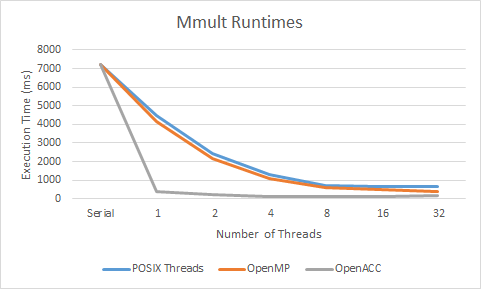 Mmult Runtimes
8000
7000
6000
5000
4000
3000
2000
1000
0
Execution Time (ms)
Serial 1 2 4 8 16 32
Number of Threads
POSIX Threads OpenMP OpenACC